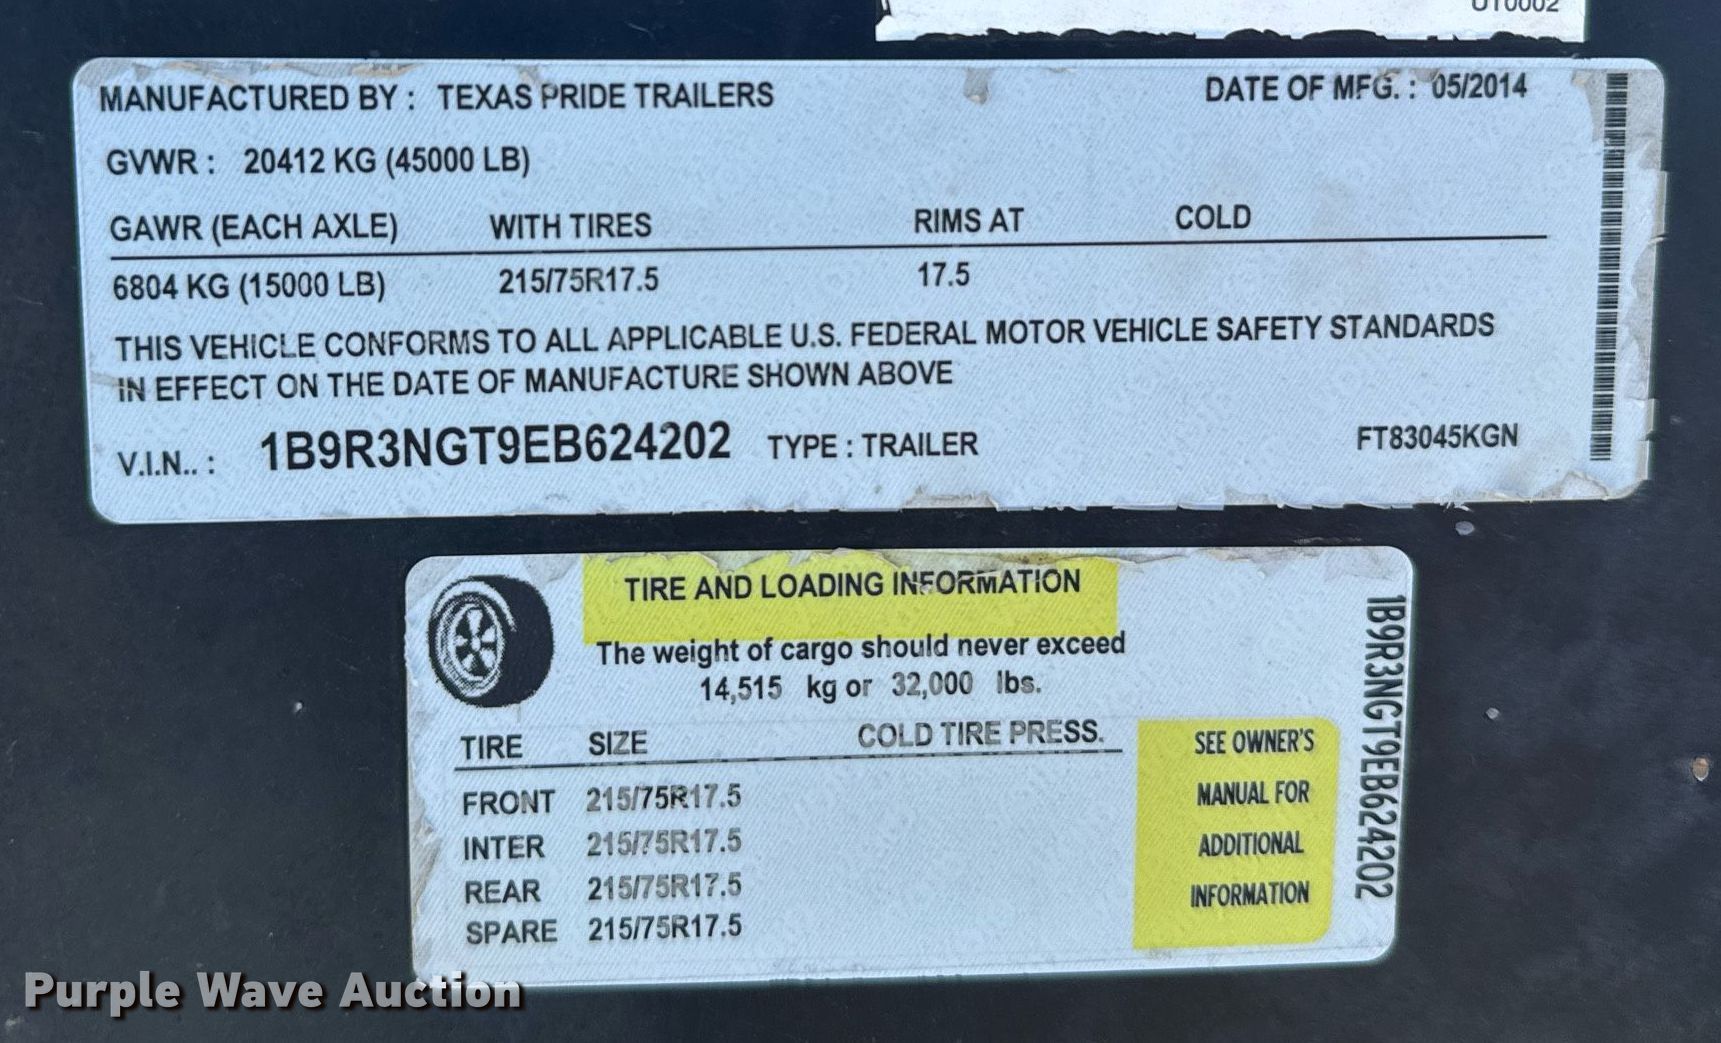 UT0002
MANUFACTURED BY : TEXAS PRIDE TRAILERS DATE OF MFG. : 05/2014
GVWR : 20412 KG (45000 LB)
GAWR (EACH AXLE) WITH TIRES RIMS AT COLD
6804 KG (15000 LB) 215/75R17.5 17.5
THIS VEHICLE CONFORMS TO ALL APPLICABLE U.S. FEDERAL MOTOR VEHICLE SAFETY STANDARDS
IN EFFECT ON THE DATE OF MANUFACTURE SHOWN ABOVE
V.I.N.. : 1B9R3NGT9EB624202 TYPE : TRAILER FT83045KGN
TIRE AND LOADING INFORMATION
The weight of cargo should never exceed
14,515 kg or 32,000 lbs.
TIRE SIZE COLD TIRE PRESS.
FRONT 215/75R17.5
INTER 215/75R17.5
REAR 215/75R17.5
SPARE 215/75R17.5
SEE OWNER'S
MANUAL FOR
ADDITIONAL
INFORMATION
1B9R3NGT9EB624202
Purple Wave Auction